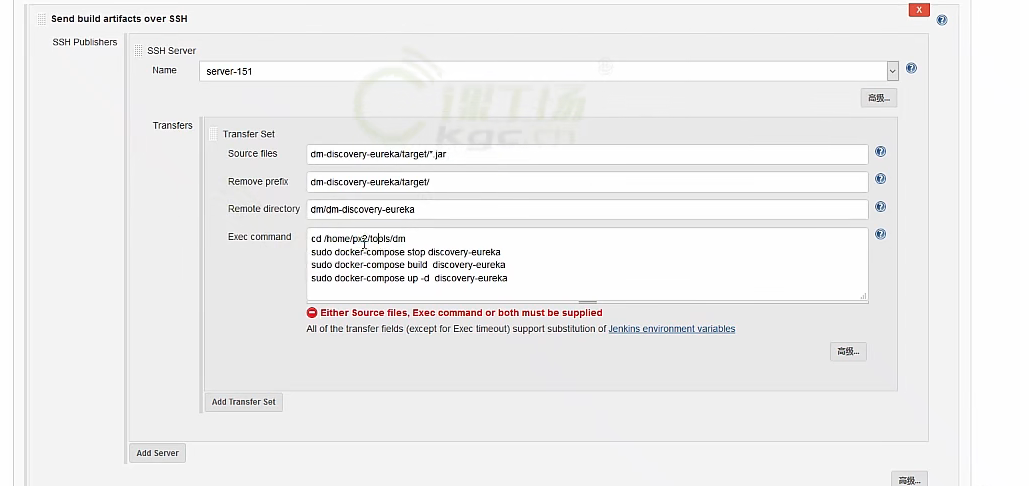 Send build artifacts over SSH
X
SSH Publishers
SSH Server
Name
server-151
高级...
Transfers
Transfer Set
Source files
dm-discovery-eureka/target/*.jar
Remove prefix
dm-discovery-eureka/target/
Remote directory
dm/dm-discovery-eureka
Exec command
cd /home/px2/tools/dm
sudo docker-compose stop discovery-eureka
sudo docker-compose build  discovery-eureka
sudo docker-compose up -d  discovery-eureka
Either Source files, Exec command or both must be supplied
All of the transfer fields (except for Exec timeout) support substitution of Jenkins environment variables
高级...
Add Transfer Set
Add Server
高级...
课工场
kgc.cn